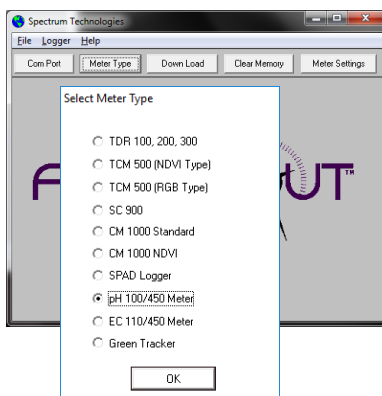 Spectrum Technologies
File Logger Help
Com Port Meter Type Down Load Clear Memory Meter Settings
Select Meter Type
TDR 100, 200, 300
TCM 500 (NDVI Type)
TCM 500 (RGB Type)
SC 900
CM 1000 Standard
CM 1000 NDVI
SPAD Logger
pH 100/450 Meter
EC 110/450 Meter
Green Tracker
OK